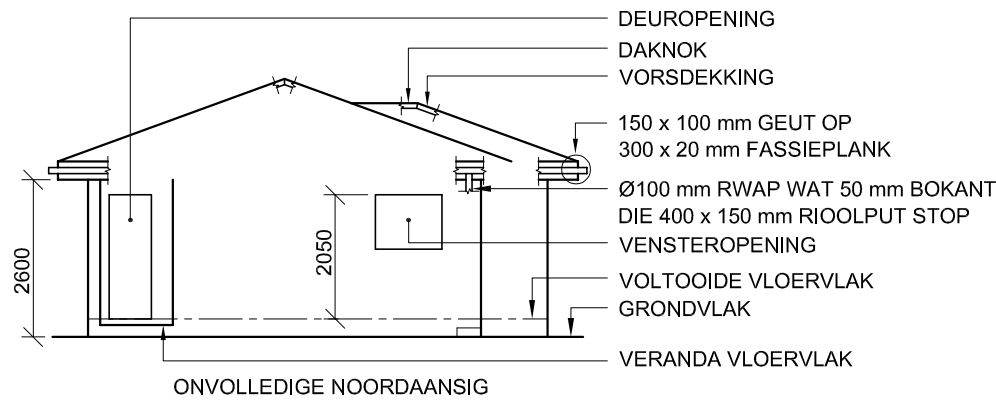 DEUROPENING
DAKNOK
VORSDEKKING
150 x 100 mm GEUT OP
300 x 20 mm FASSIEPLANK
Ø100 mm RWAP WAT 50 mm BOKANT
DIE 400 x 150 mm RIOOLPUT STOP
VENSTEROPENING
VOLTOOIDE VLOERVLAK
GRONDVLAK
VERANDA VLOERVLAK
2600
2050
ONVOLLEDIGE NOORDAANSIG